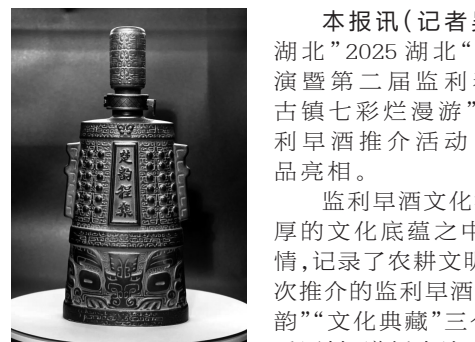 楚韵程集
本报讯(记者
湖北”2025 湖北“
演暨第二届监利
古镇七彩烂漫游”
利早酒推介活动
品亮相。
监利早酒文化
厚的文化底蕴之中
情,记录了农耕文明
次推介的监利早酒
韵”“文化典藏”三个